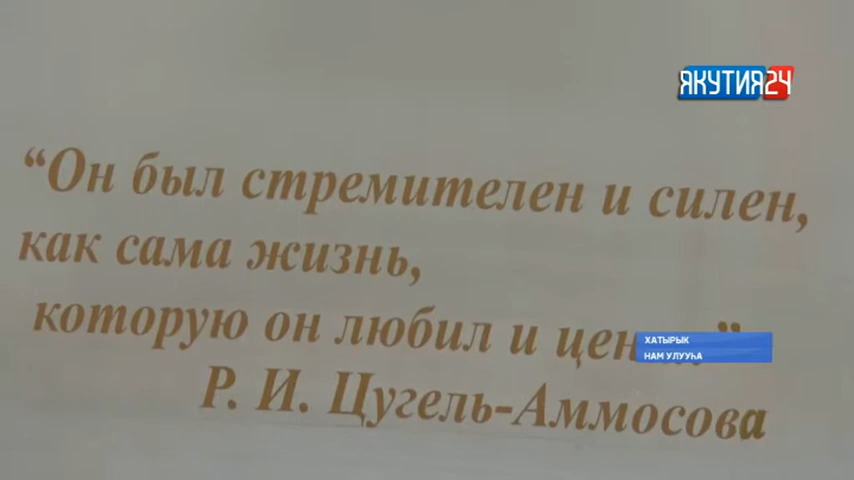 ЯКУТИЯ24
“Он был стремителен и силен,
как сама жизнь,
которую он любил и
ХАТЫРЫК
НАМ УЛУУҺА
Р. И. Цугель-Аммосова